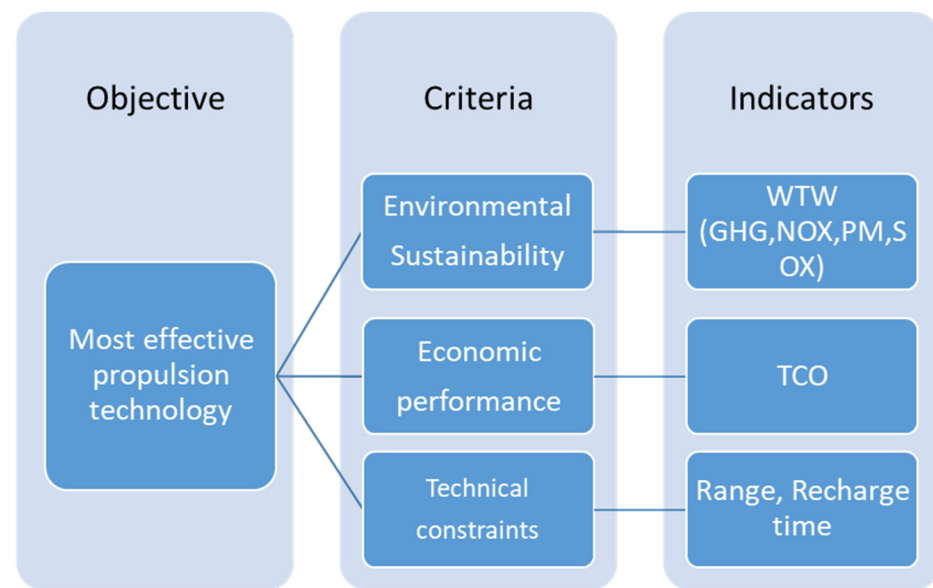 Objective
Criteria
Indicators
Most effective
propulsion
technology
Environmental
Sustainability
Economic
performance
Technical
constraints
WTW
(GHG,NOX,PM,S
OX)
TCO
Range, Recharge
time